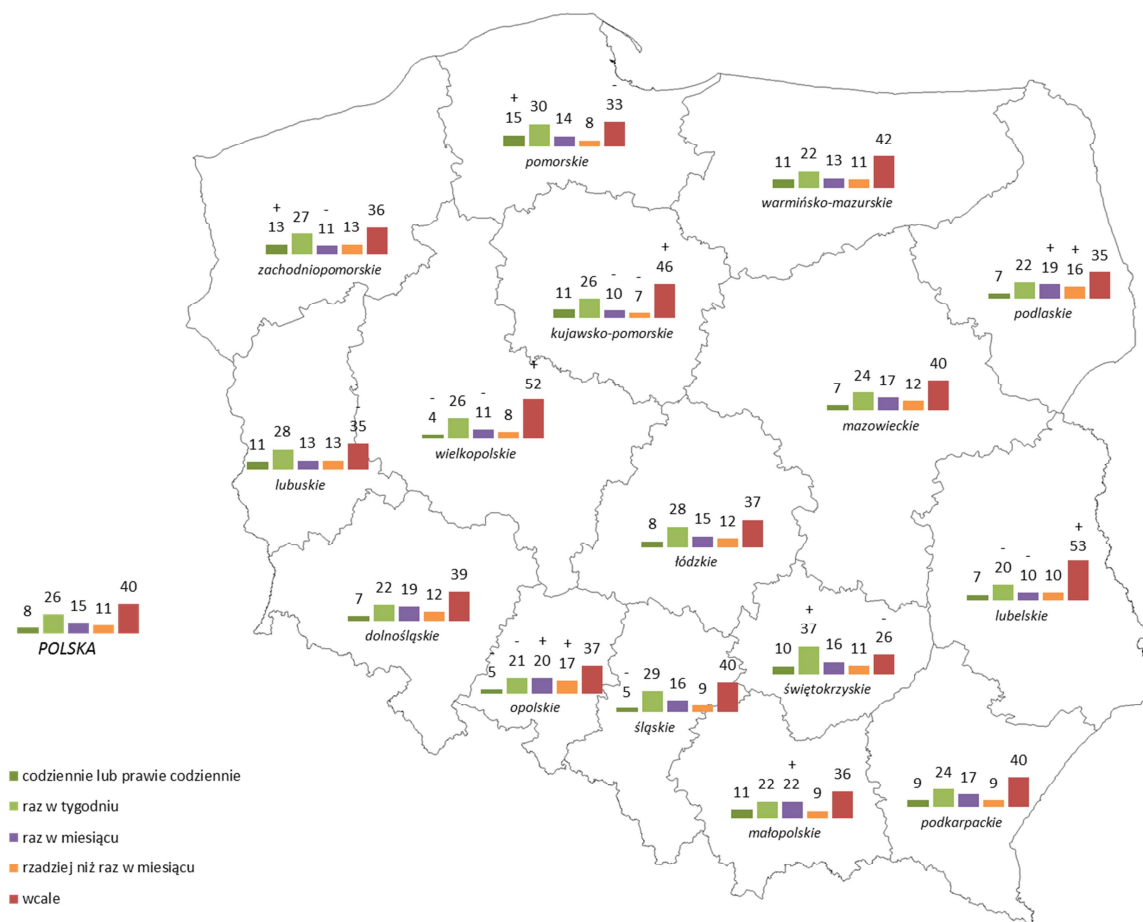 + -
15 30 14 8 33
pomorskie
11 22 13 11 42
warmińsko-mazurskie
+ -
13 27 11 13 36
zachodniopomorskie
- - +
11 26 10 7 46
kujawsko-pomorskie
+ +
7 22 19 16 35
podlaskie
- - +
4 26 11 8 52
wielkopolskie
7 24 17 12 40
mazowieckie
-
11 28 13 13 35
lubuskie
8 28 15 12 37
łódzkie
- - +
7 20 10 10 53
lubelskie
8 26 15 11 40
POLSKA
7 22 19 12 39
dolnośląskie
- - + +
5 21 20 17 37
opolskie
-
5 29 16 9 40
śląskie
+ -
10 37 16 11 26
świętokrzyskie
+
11 22 22 9 36
małopolskie
9 24 17 9 40
podkarpackie
codziennie lub prawie codziennie
raz w tygodniu
raz w miesiącu
rzadziej niż raz w miesiącu
wcale